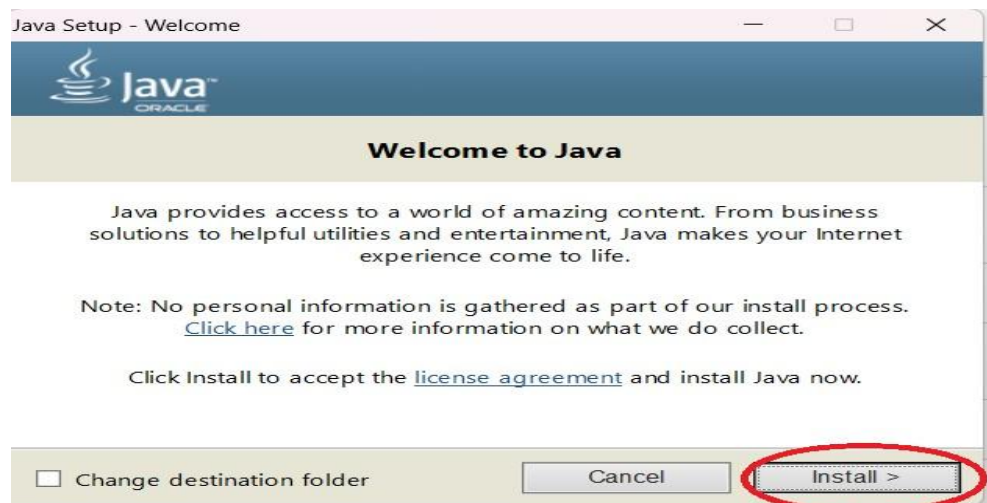 Java Setup - Welcome
Java™
ORACLE
Welcome to Java
Java provides access to a world of amazing content. From business
solutions to helpful utilities and entertainment, Java makes your Internet
experience come to life.
Note: No personal information is gathered as part of our install process.
Click here for more information on what we do collect.
Click Install to accept the license agreement and install Java now.
Change destination folder
Cancel
Install >